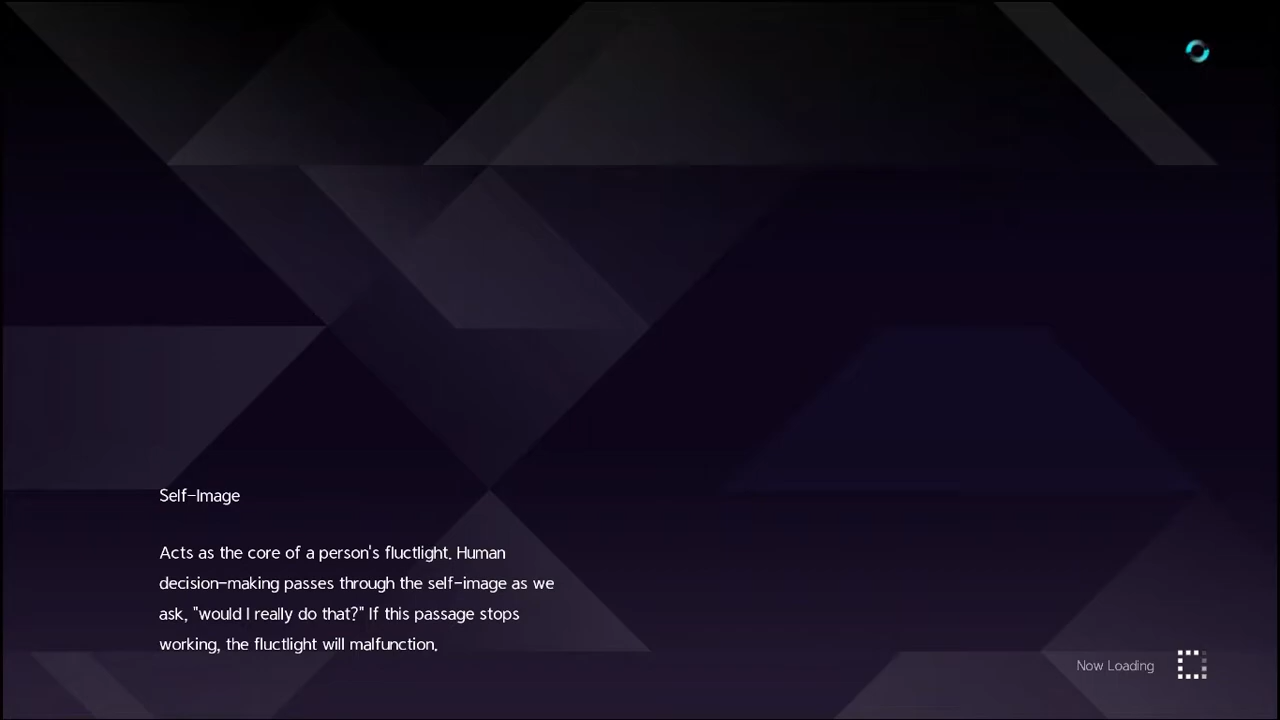 Self-Image
Acts as the core of a person's fluctlight. Human
decision-making passes through the self-image as we
ask, "would I really do that?" If this passage stops
working, the fluctlight will malfunction.
Now Loading